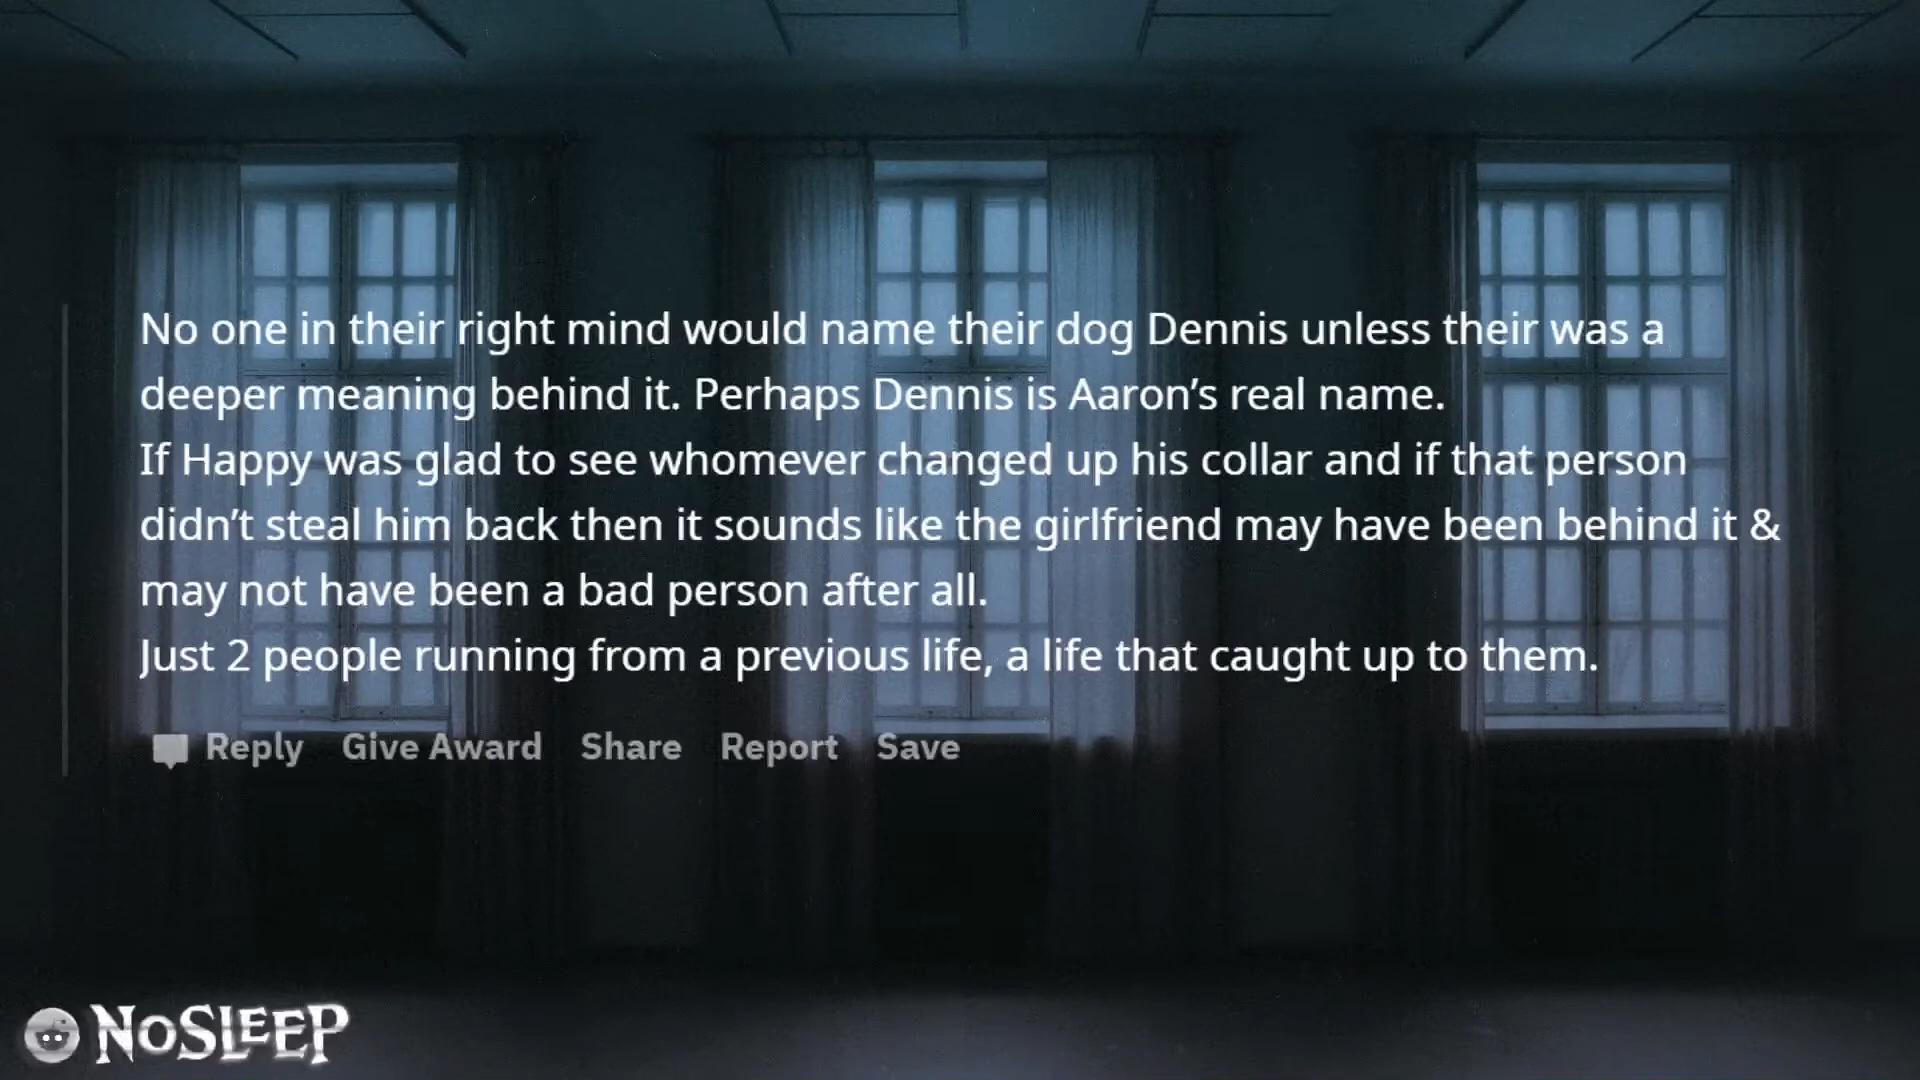 No one in their right mind would name their dog Dennis unless their was a
deeper meaning behind it. Perhaps Dennis is Aaron’s real name.
If Happy was glad to see whomever changed up his collar and if that person
didn’t steal him back then it sounds like the girlfriend may have been behind it &
may not have been a bad person after all.
Just 2 people running from a previous life, a life that caught up to them.
Reply Give Award Share Report Save
NOSLEEP